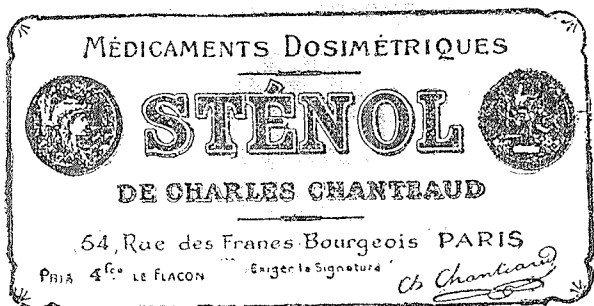 MÉDICAMENTS DOSIMÉTRIQUES
STÉNOL
DE CHARLES CHANTEAUD
54, Rue des Francs Bourgeois PARIS
PRIX 4 fcs LE FLACON Exiger la Signature Ch Chanteaud